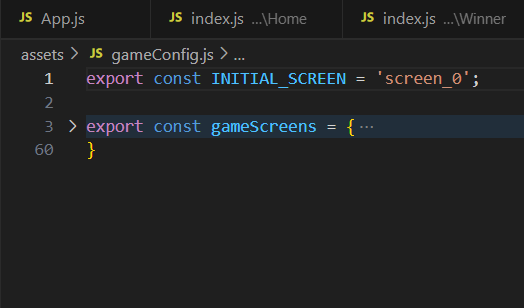 JS App.js
JS index.js ...\Home
JS index.js ...\Winner
assets > JS gameConfig.js > ...
1 export const INITIAL_SCREEN = 'screen_0';
2
3 > export const gameScreens = {···
60 }